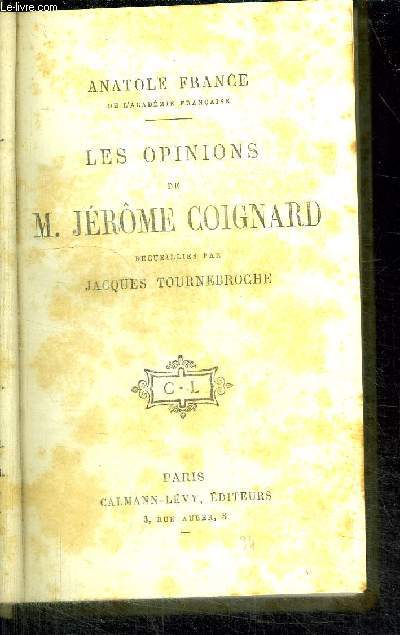 Le-livre.com
ANATOLE FRANCE
DE L'ACADÉMIE FRANÇAISE
LES OPINIONS
DE
M. JÉRÔME COIGNARD
RECUEILLIES PAR
JACQUES TOURNEBROCHE
C-L
PARIS
CALMANN-LÉVY, ÉDITEURS
3, RUE AUBER, 3
94